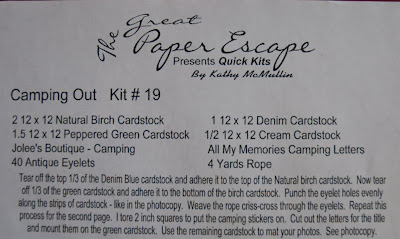 The Great
Paper Escape
Presents Quick Kits
By Kathy McMullin
Camping Out Kit # 19
2 12 x 12 Natural Birch Cardstock 1 12 x 12 Denim Cardstock
1.5 12 x 12 Peppered Green Cardstock 1/2 12 x 12 Cream Cardstock
Jolee's Boutique - Camping All My Memories Camping Letters
40 Antique Eyelets 4 Yards Rope
Tear off the top 1/3 of the Denim Blue cardstock and adhere it to the top of the Natural birch cardstock. Now tear
off 1/3 of the green cardstock and adhere it to the bottom of the birch cardstock. Punch the eyelet holes evenly
along the strips of cardstock - like in the photocopy. Weave the rope criss-cross through the eyelets. Repeat this
process for the second page. I tore 2 inch squares to put the camping stickers on. Cut out the letters for the title
and mount them on the green cardstock. Use the remaining cardstock to mat your photos. See photocopy.